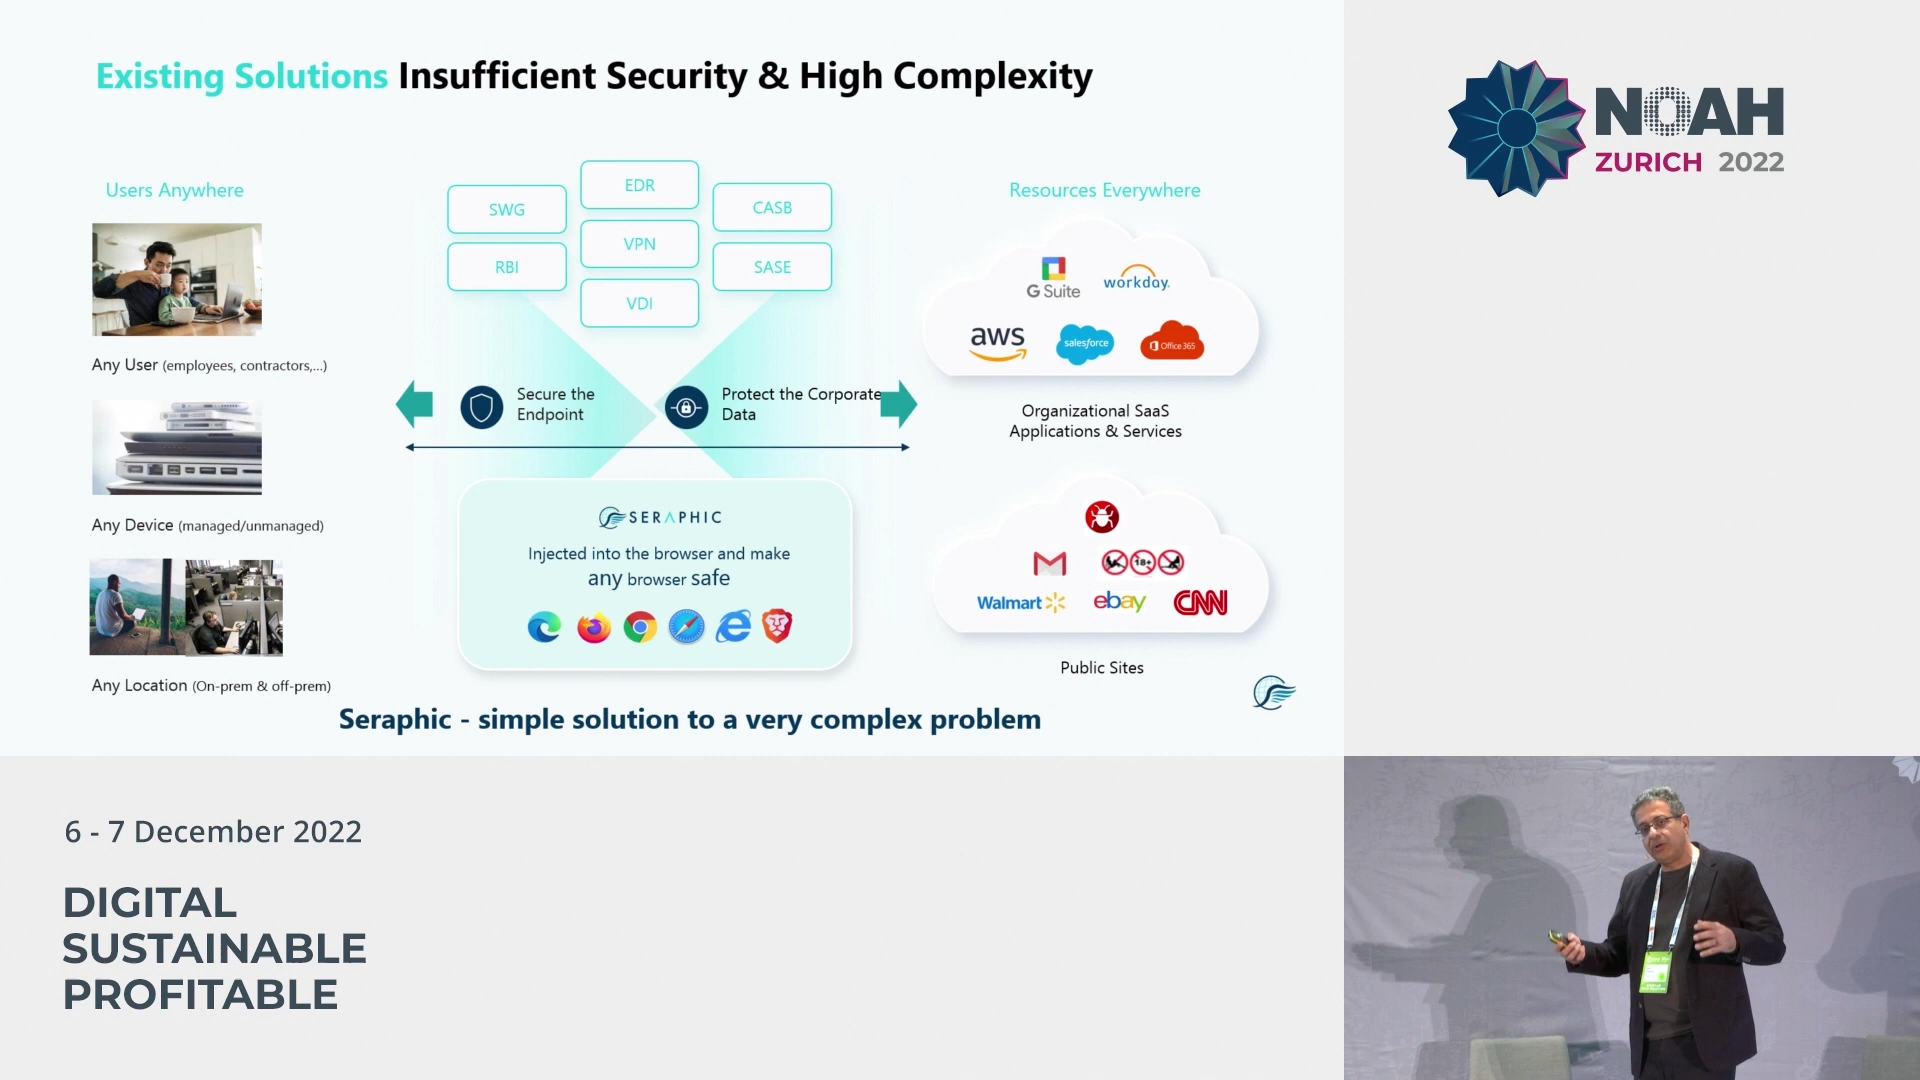 Existing Solutions Insufficient Security & High Complexity
Users Anywhere
Any User (employees, contractors,...)
Any Device (managed/unmanaged)
Any Location (On-prem & off-prem)
SWG
EDR
CASB
RBI
VPN
SASE
VDI
Secure the
Endpoint
Protect the Corporate
Data
SERAPHIC
Injected into the browser and make
any browser safe
Resources Everywhere
G Suite
workday.
aws
salesforce
Office 365
Organizational SaaS
Applications & Services
18+
Walmart
ebay
CNN
Public Sites
Seraphic - simple solution to a very complex problem
NOAH
ZURICH 2022
6 - 7 December 2022
DIGITAL
SUSTAINABLE
PROFITABLE